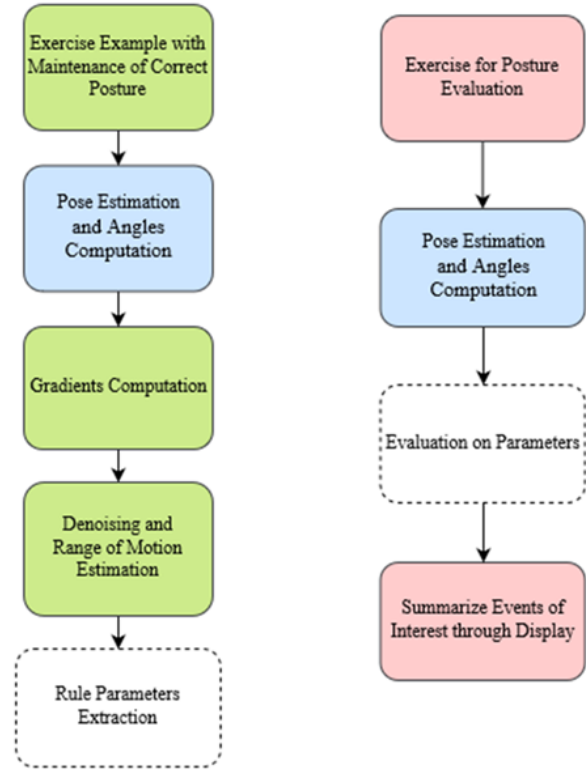 Exercise Example with
Maintenance of Correct
Posture
Pose Estimation
and Angles
Computation
Gradients Computation
Denoising and
Range of Motion
Estimation
Rule Parameters
Extraction
Exercise for Posture
Evaluation
Pose Estimation
and Angles
Computation
Evaluation on Parameters
Summarize Events of
Interest through Display